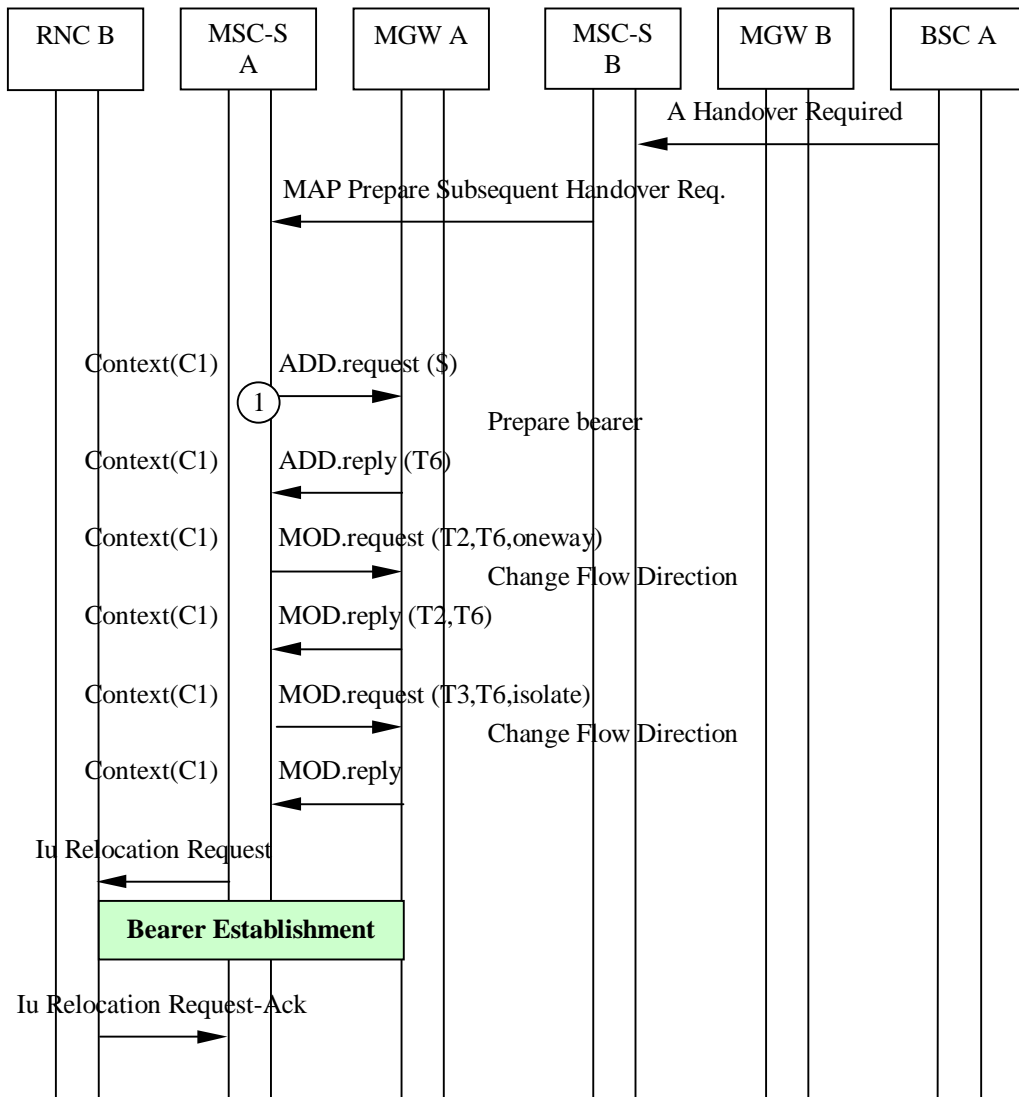 RNC B
MSC-S
A
MGW A
MSC-S
B
MGW B
BSC A
A Handover Required
MAP Prepare Subsequent Handover Req.
Context(C1)
ADD.request ($)
1
Prepare bearer
Context(C1)
ADD.reply (T6)
Context(C1)
MOD.request (T2,T6,oneway)
Change Flow Direction
Context(C1)
MOD.reply (T2,T6)
Context(C1)
MOD.request (T3,T6,isolate)
Change Flow Direction
Context(C1)
MOD.reply
Iu Relocation Request
Bearer Establishment
Iu Relocation Request-Ack